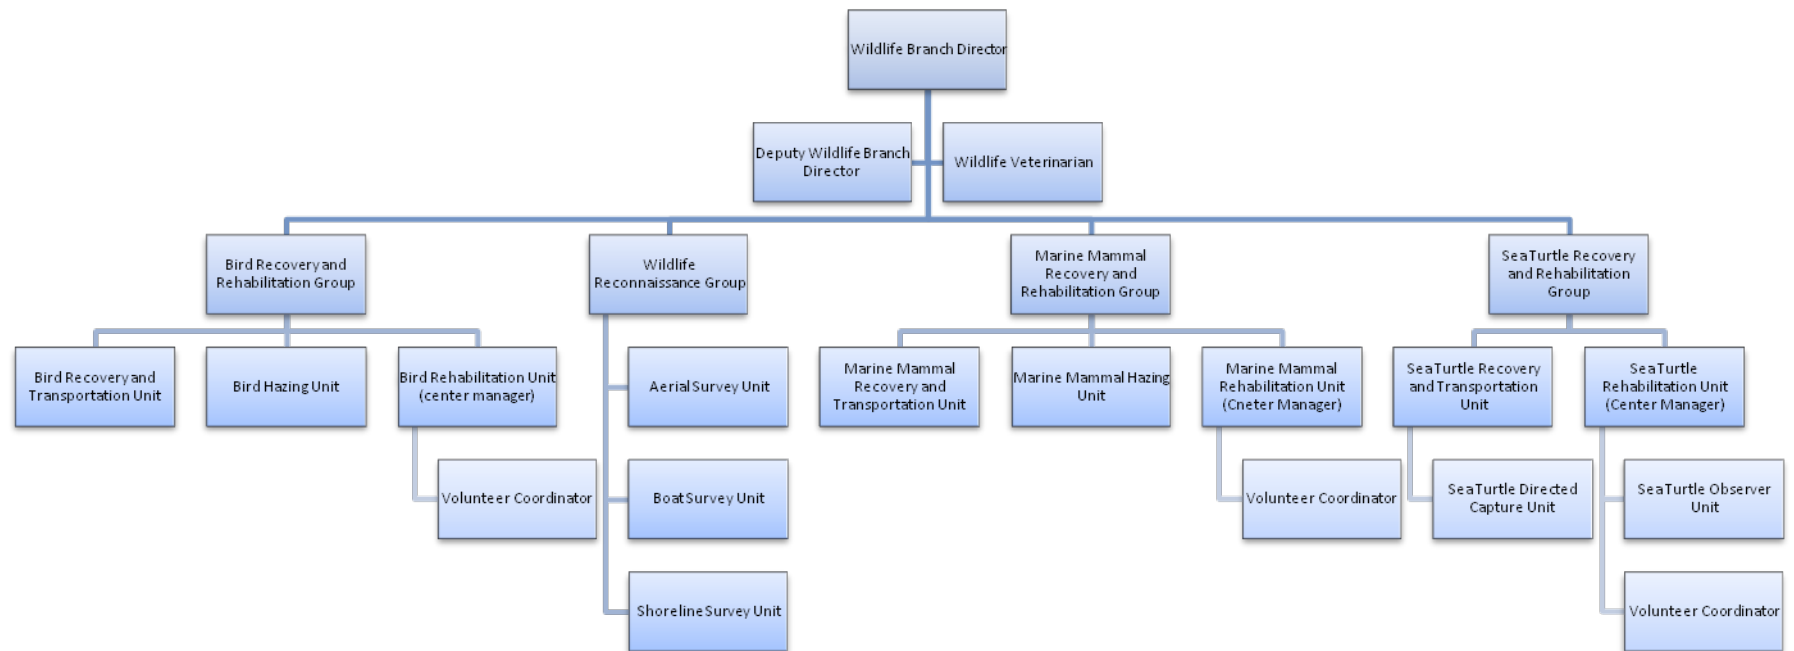 Wildlife Branch Director
Deputy Wildlife Branch
Director
Wildlife Veterinarian
Bird Recovery and
Rehabilitation Group
Wildlife
Reconnaissance Group
Marine Mammal
Recovery and
Rehabilitation Group
Sea Turtle Recovery
and Rehabilitation
Group
Bird Recovery and
Transportation Unit
Bird Hazing Unit
Bird Rehabilitation Unit
(center manager)
Aerial Survey Unit
Marine Mammal
Recovery and
Transportation Unit
Marine Mammal Hazing
Unit
Marine Mammal
Rehabilitation Unit
(Cneter Manager)
Sea Turtle Recovery
and Transportation
Unit
Sea Turtle
Rehabilitation Unit
(Center Manager)
Volunteer Coordinator
Boat Survey Unit
Volunteer Coordinator
Sea Turtle Directed
Capture Unit
Sea Turtle Observer
Unit
Shoreline Survey Unit
Volunteer Coordinator